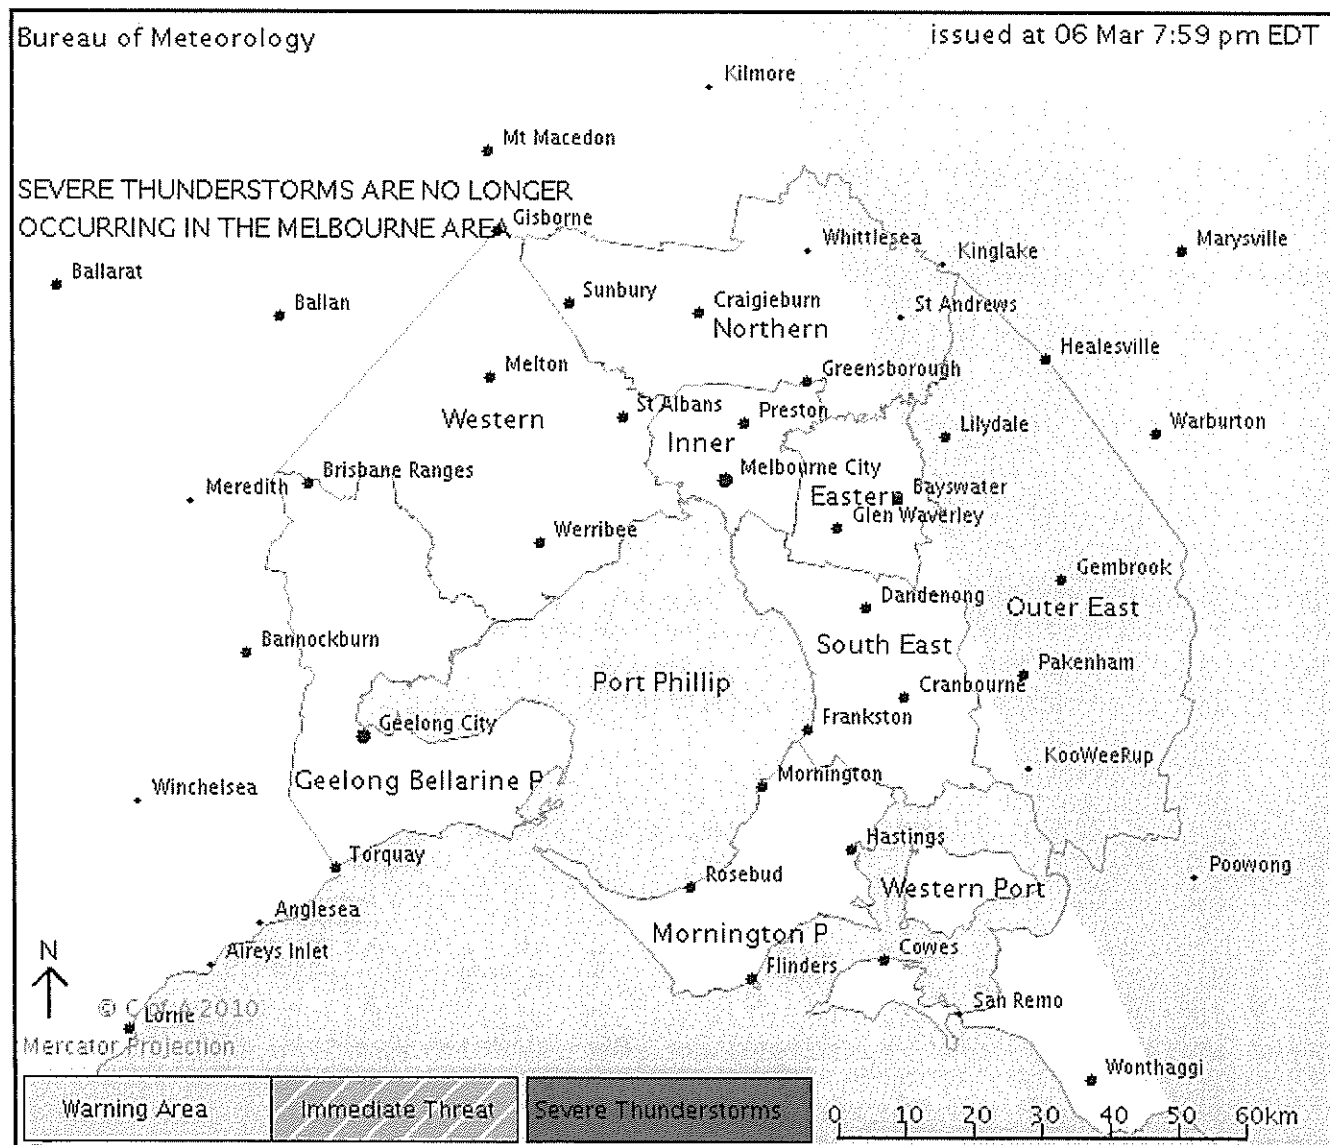 Bureau of Meteorology
issued at 06 Mar 7:59 pm EDT
Kilmore
Mt Macedon
SEVERE THUNDERSTORMS ARE NO LONGER
OCCURRING IN THE MELBOURNE AREA
Gisborne
Whittlesea
Kinglake
Marysville
Ballarat
Ballan
Sunbury
Craigieburn
St Andrews
Northern
Healesville
Melton
Greensborough
Western
St Albans
Preston
Lilydale
Warburton
Inner
Brisbane Ranges
Melbourne City
Meredith
Eastern
Bayswater
Glen Waverley
Werribee
Gembrook
Dandenong
Outer East
Bannockburn
South East
Pakenham
Port Phillip
Cranbourne
Geelong City
Frankston
KooWeeRup
Geelong Bellarine P
Mornington
Winchelsea
Hastings
Torquay
Poowong
Rosebud
Western Port
Anglesea
Mornington P
Aireys Inlet
Cowes
N
Flinders
© C of A 2010
San Remo
Lorne
Mercator Projection
Wonthaggi
Warning Area
Immediate Threat
Severe Thunderstorms
0 10 20 30 40 50 60km